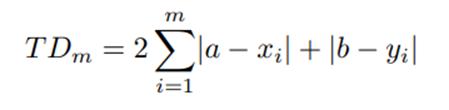 TD_m = 2 \sum_{i=1}^{m} |a - x_i| + |b - y_i|